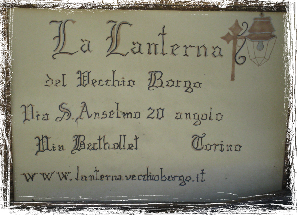 La Lanterna
del Vecchio Borgo
Via S. Anselmo 20 angolo
Via Berthollet Torino
www.lanternavecchioborgo.it